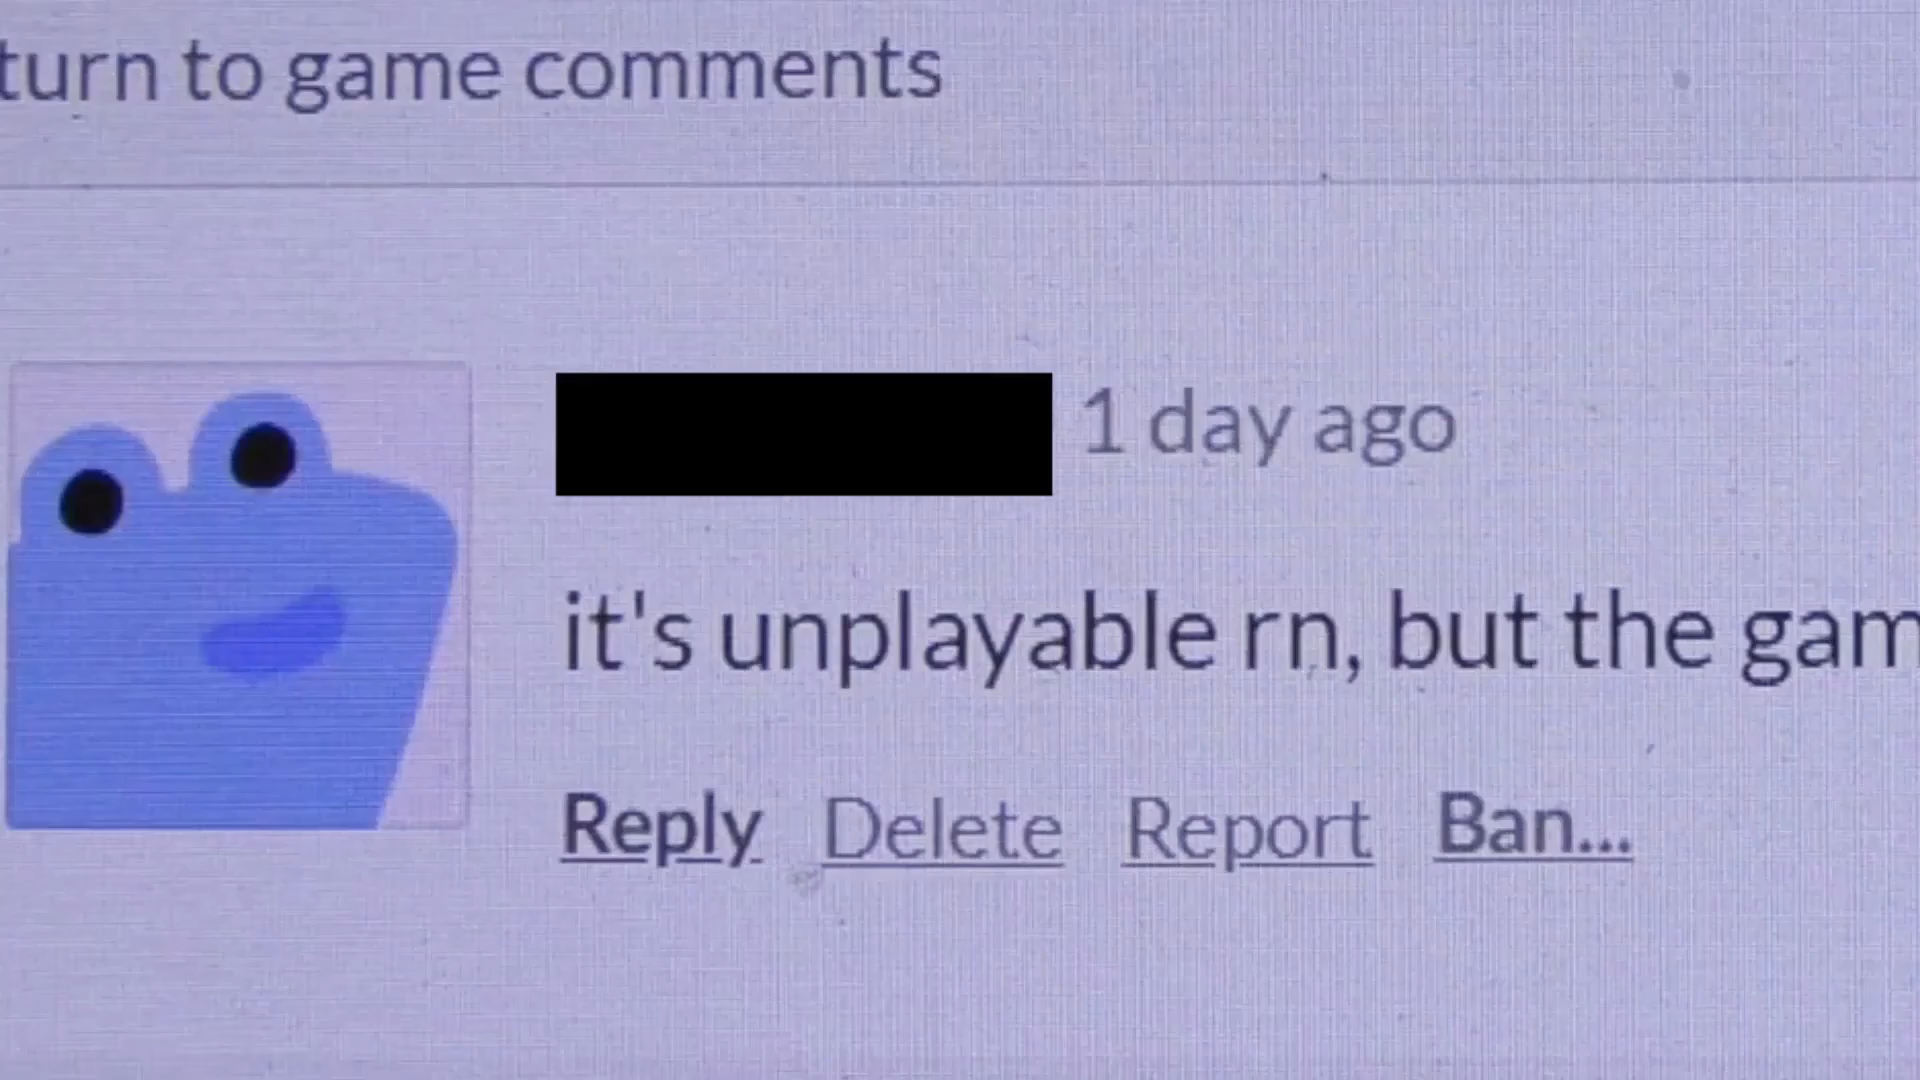 turn to game comments
1 day ago
it's unplayable rn, but the gam
Reply Delete Report Ban...